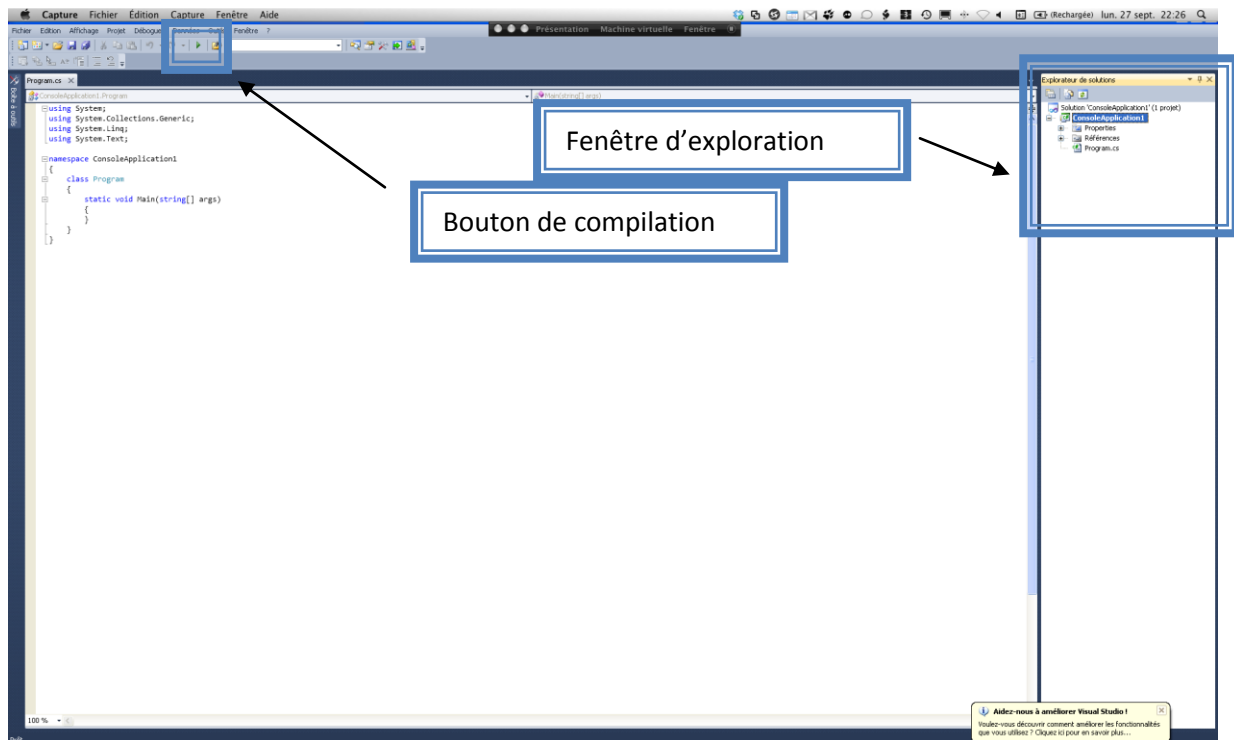 Capture Fichier Édition Capture Fenêtre Aide
(Rechargée) lun. 27 sept. 22:26
Présentation Machine virtuelle Fenêtre
Fichier Edition Affichage Projet Déboguer Données Outils Fenêtre ?
Program.cs
Explorateur de solutions
Boîte à outils
ConsoleApplication1.Program
Main(string[] args)
Solution 'ConsoleApplication1' (1 projet)
ConsoleApplication1
Properties
Références
Program.cs
using System;
using System.Collections.Generic;
using System.Linq;
using System.Text;
namespace ConsoleApplication1
{
class Program
{
static void Main(string[] args)
{
}
}
}
Fenêtre d’exploration
Bouton de compilation
100 %
Aidez-nous à améliorer Visual Studio !
Voulez-vous découvrir comment améliorer les fonctionnalités
que vous utilisez ? Cliquez ici pour en savoir plus...